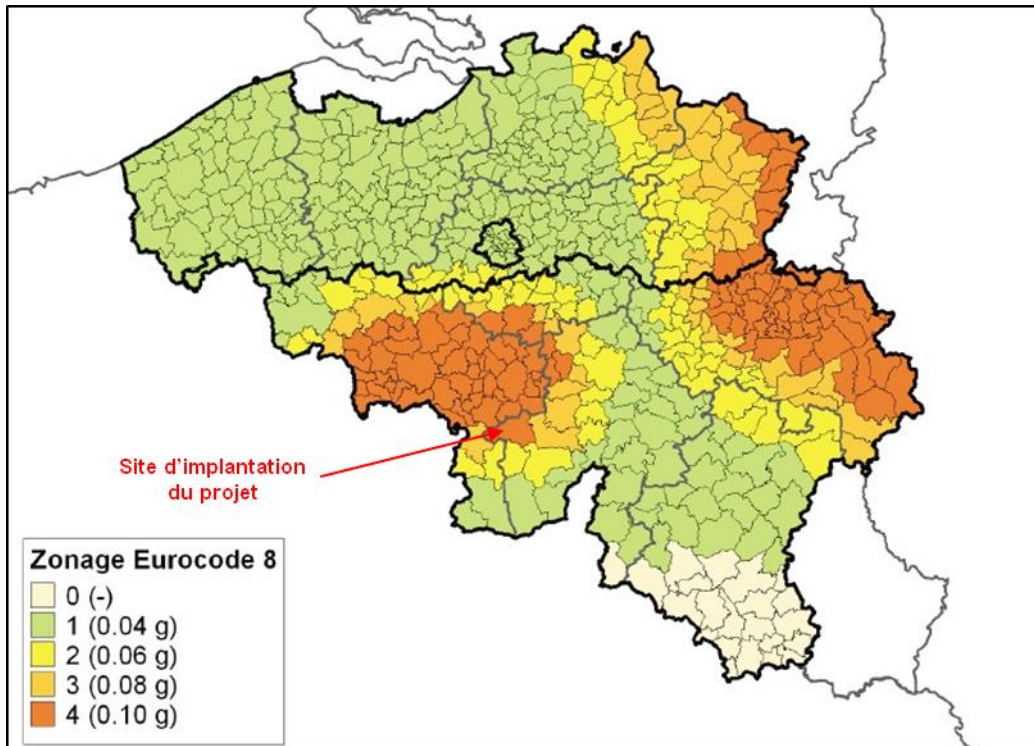 Site d'implantation
du projet
Zonage Eurocode 8
0 (-)
1 (0.04 g)
2 (0.06 g)
3 (0.08 g)
4 (0.10 g)